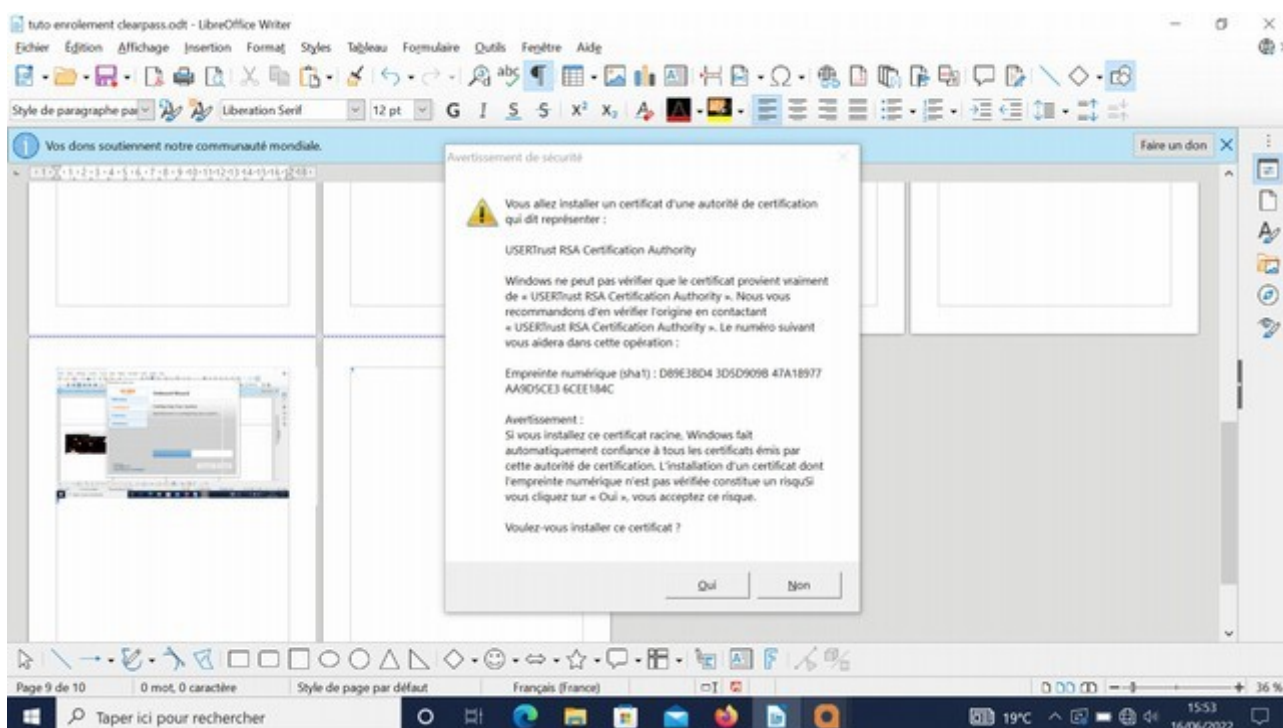 tuto enrolement clearpass.odt - LibreOffice Writer
Fichier Édition Affichage Insertion Format Styles Tableau Formulaire Outils Fenêtre Aide
Style de paragraphe pa Liberation Serif 12 pt G I S S X² X₂
Vos dons soutiennent notre communauté mondiale. Faire un don
Avertissement de sécurité
Vous allez installer un certificat d'une autorité de certification
qui dit représenter :
USERTrust RSA Certification Authority
Windows ne peut pas vérifier que le certificat provient vraiment
de « USERTrust RSA Certification Authority ». Nous vous
recommandons d'en vérifier l'origine en contactant
« USERTrust RSA Certification Authority ». Le numéro suivant
vous aidera dans cette opération :
Empreinte numérique (sha1) : D89E3BD4 3D5D909B 47A18977
AA9D5CE3 6CEE184C
Avertissement :
Si vous installez ce certificat racine, Windows fait
automatiquement confiance à tous les certificats émis par
cette autorité de certification. L'installation d'un certificat dont
l'empreinte numérique n'est pas vérifiée constitue un risquSi
vous cliquez sur « Oui », vous acceptez ce risque.
Voulez-vous installer ce certificat ?
Oui Non
Page 9 de 10 0 mot, 0 caractère Style de page par défaut Français (France) 36 %
Taper ici pour rechercher 19°C 15:53
16/06/2022